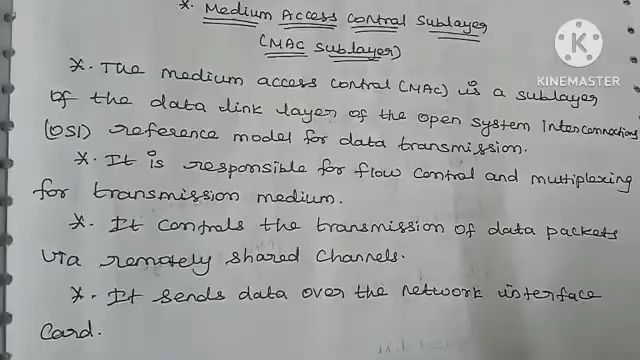 *. Medium Access Control Sublayer
(MAC Sublayer)
*. The medium access control (MAC) is a sublayer
of the data link layer of the open system interconnections
(OSI) reference model for data transmission.
*. It is responsible for flow control and multiplexing
for transmission medium.
*. It controls the transmission of data packets
via remotely shared channels.
*. It sends data over the network interface
card.
KINEMASTER